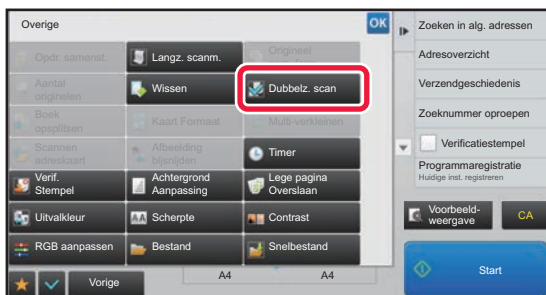 Overige
OK
Opdr. samenst.
Langz. scanm.
Origineel
Aantal
originelen
Wissen
Dubbelz. scan
Boek
opsplitsen
Kaart Formaat
Multi-verkleinen
Scannen
adreskaart
Afbeelding
bijsnijden
Timer
Verif.
Stempel
Achtergrond
Aanpassing
Lege pagina
Overslaan
Uitvalkleur
Scherpte
Contrast
RGB aanpassen
Bestand
Snelbestand
Vorige
A4
A4
Zoeken in alg. adressen
Adresoverzicht
Verzendgeschiedenis
Zoeknummer oproepen
Verificatiestempel
Programmaregistratie
Huidige inst. registreren
Voorbeeld-
weergave
CA
Start